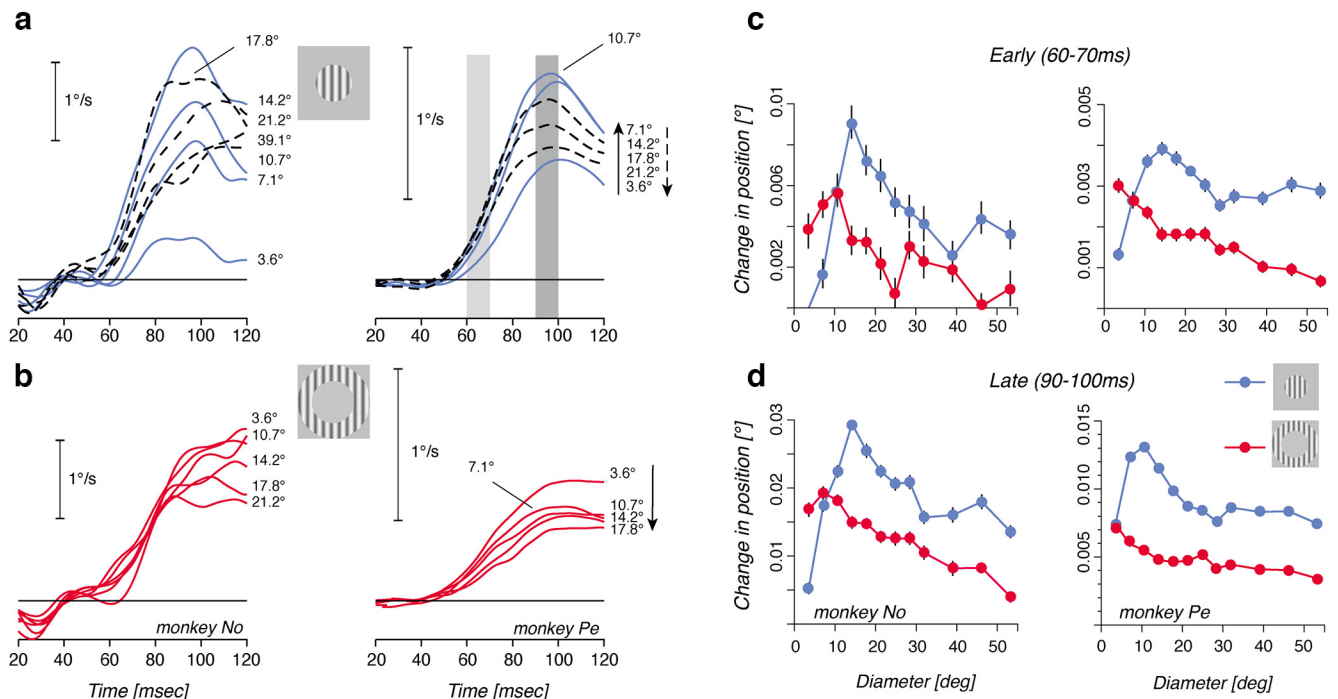 a
17.8°
1°/s
14.2°
21.2°
39.1°
10.7°
7.1°
3.6°
20 40 60 80 100 120
10.7°
1°/s
7.1°
14.2°
17.8°
21.2°
3.6°
20 40 60 80 100 120
b
1°/s
3.6°
10.7°
14.2°
17.8°
21.2°
monkey No
20 40 60 80 100 120
Time [msec]
1°/s
7.1°
3.6°
10.7°
14.2°
17.8°
monkey Pe
20 40 60 80 100 120
Time [msec]
c
Early (60-70ms)
Change in position [°]
0.01
0.006
0.002
0 10 20 30 40 50
0.005
0.003
0.001
0 10 20 30 40 50
d
Late (90-100ms)
Change in position [°]
0.03
0.02
0.01
monkey No
0 10 20 30 40 50
Diameter [deg]
0.015
0.010
0.005
monkey Pe
0 10 20 30 40 50
Diameter [deg]